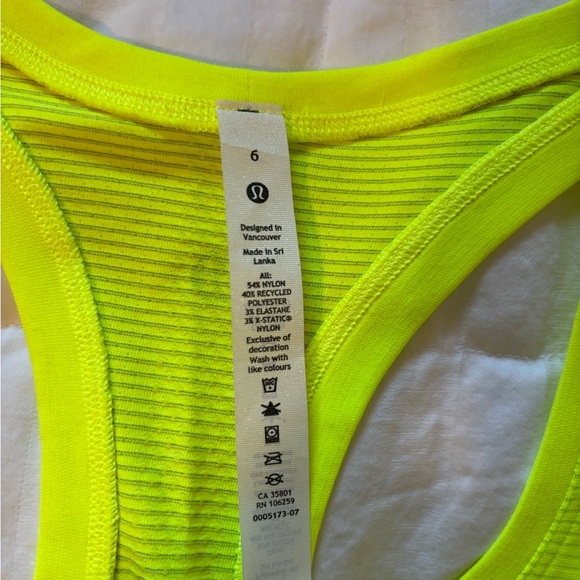 6
Designed in
Vancouver
Made in Sri
Lanka
All:
54% NYLON
40% RECYCLED
POLYESTER
3% ELASTANE
3% X-STATIC®
NYLON
Exclusive of
decoration
Wash with
like colours
CA 35801
RN 106259
0005173-07